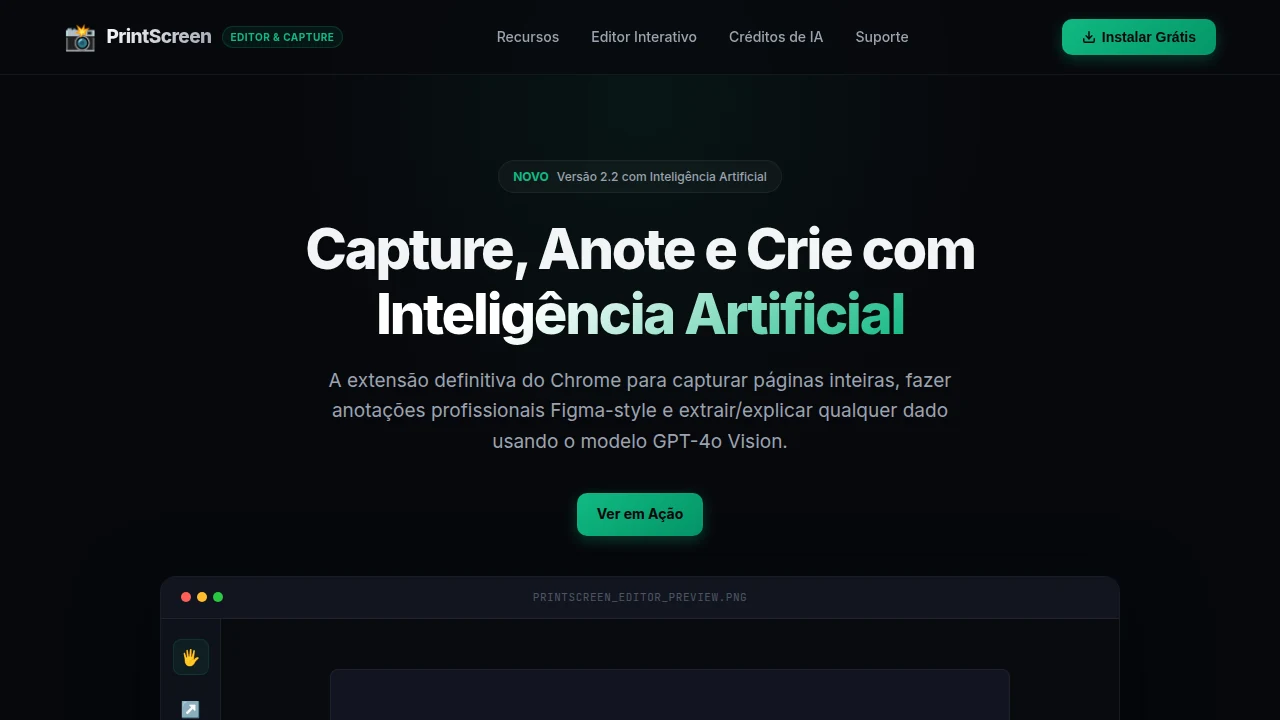 PrintScreen
EDITOR & CAPTURE
Recursos
Editor Interativo
Créditos de IA
Suporte
Instalar Grátis
NOVO Versão 2.2 com Inteligência Artificial
Capture, Anote e Crie com
Inteligência Artificial
A extensão definitiva do Chrome para capturar páginas inteiras, fazer
anotações profissionais Figma-style e extrair/explicar qualquer dado
usando o modelo GPT-4o Vision.
Ver em Ação
PRINTSCREEN_EDITOR_PREVIEW.PNG